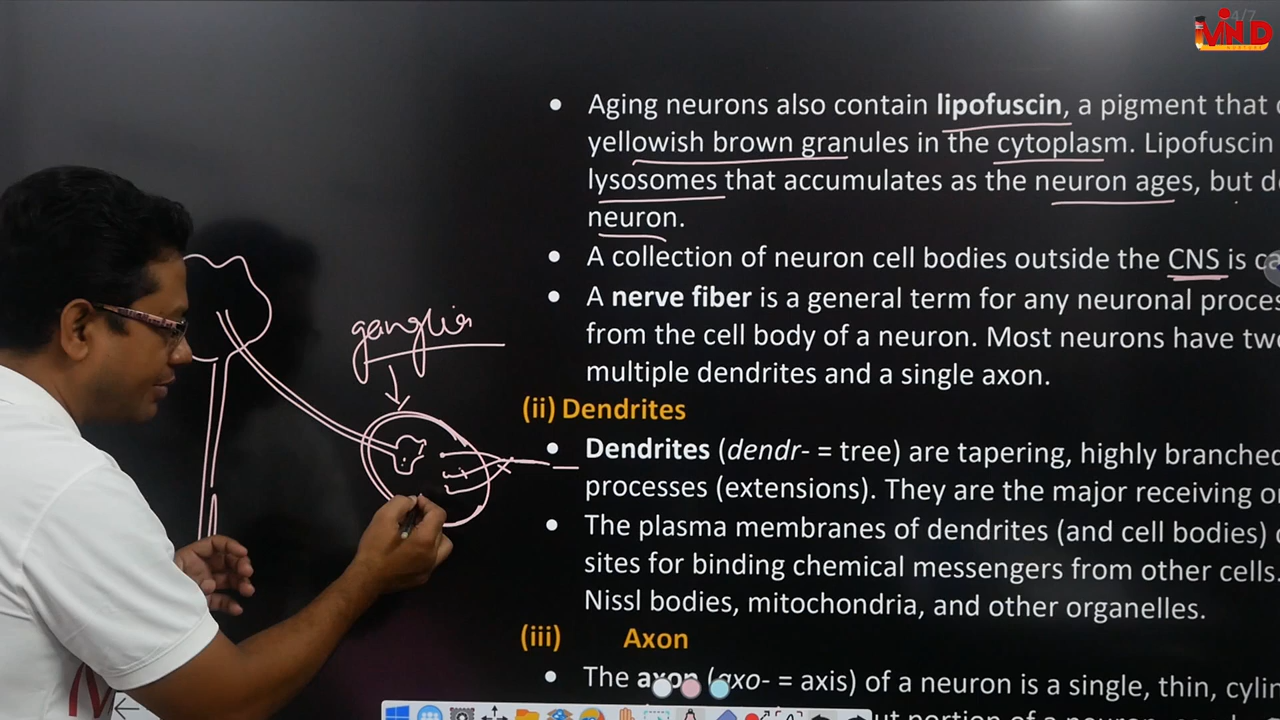 4/7
MIND
Aging neurons also contain lipofuscin, a pigment that
yellowish brown granules in the cytoplasm. Lipofuscin
lysosomes that accumulates as the neuron ages, but
neuron.
• A collection of neuron cell bodies outside the CNS is
• A nerve fiber is a general term for any neuronal
from the cell body of a neuron. Most neurons have
multiple dendrites and a single axon.
(ii) Dendrites
• Dendrites (dendr- = tree) are tapering, highly branched
processes (extensions). They are the major receiving
• The plasma membranes of dendrites (and cell bodies)
sites for binding chemical messengers from other cells.
Nissl bodies, mitochondria, and other organelles.
(iii) Axon
• The axon (axo- = axis) of a neuron is a single, thin,
ganglia